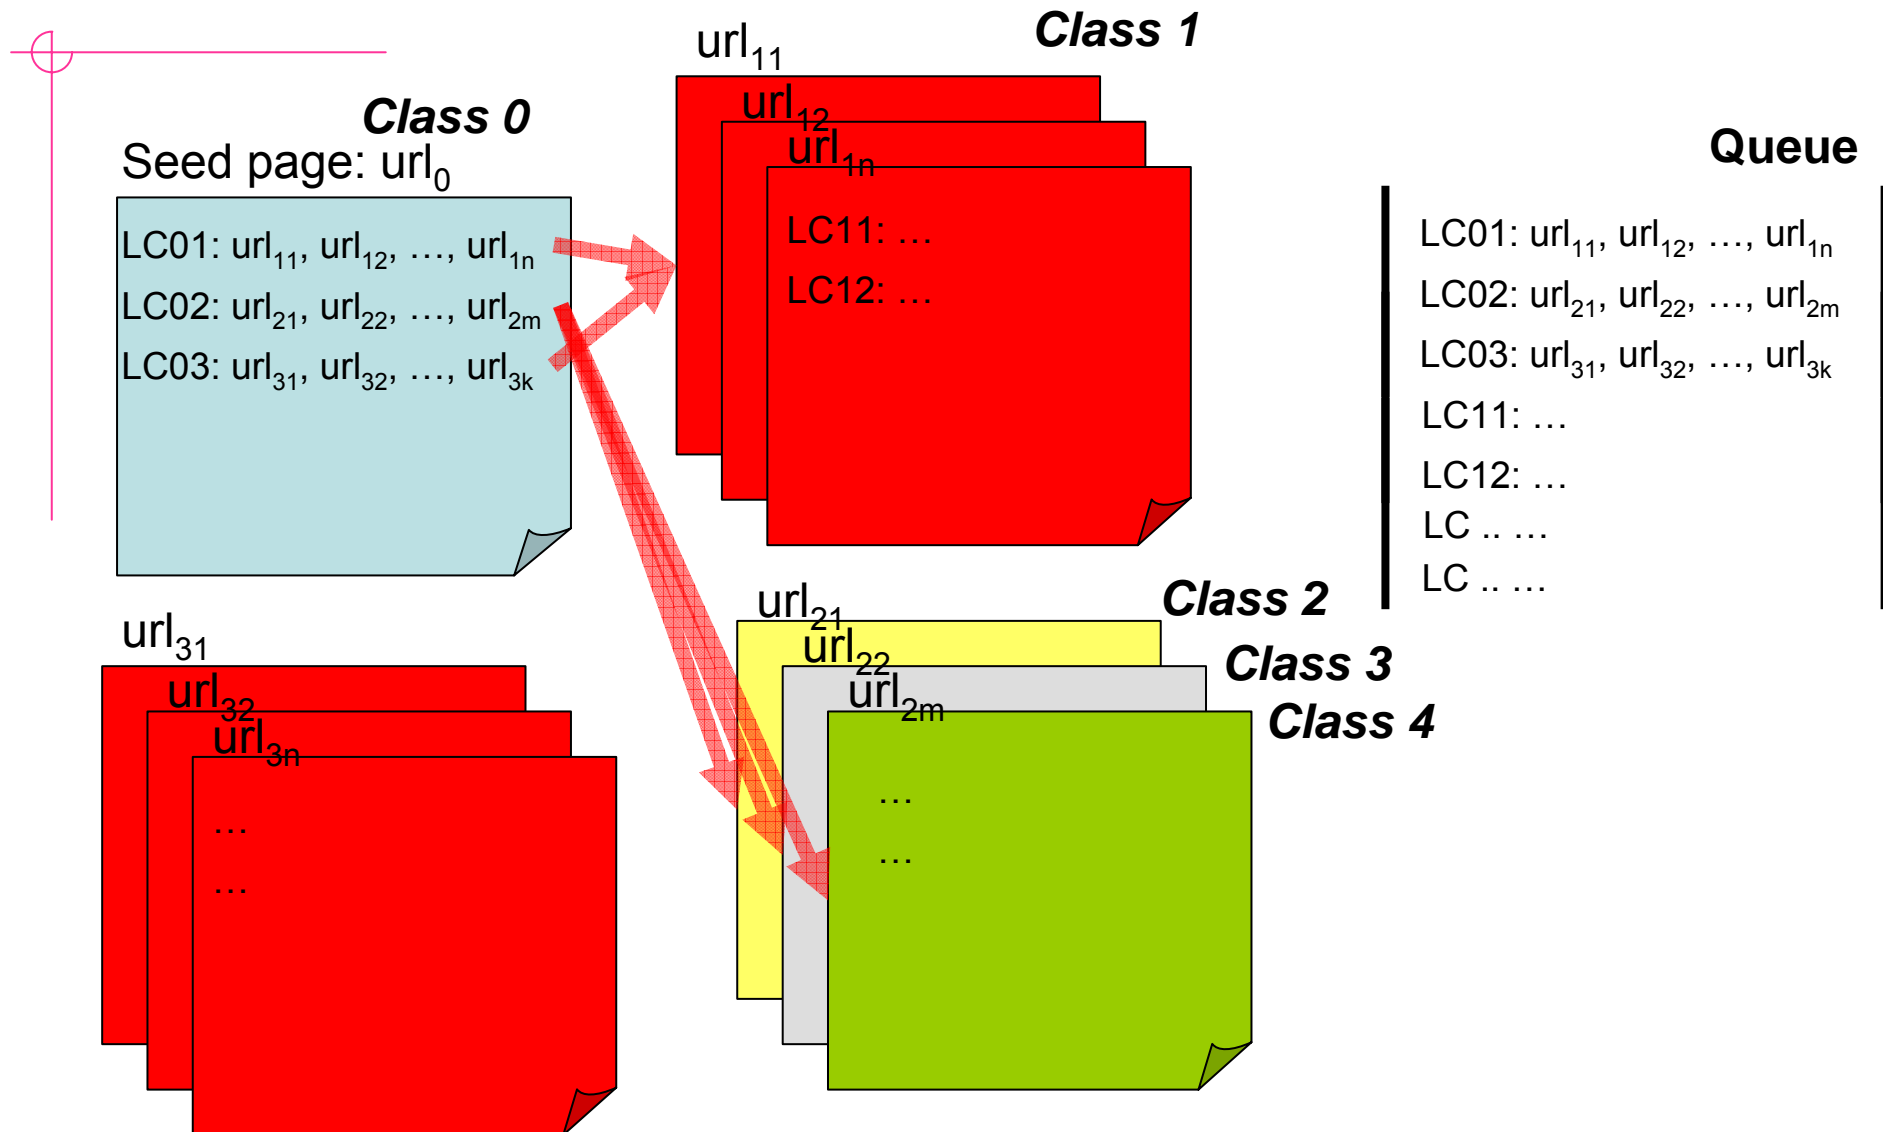 Class 0
Seed page: url₀
LC01: url₁₁, url₁₂, …, url₁ₙ
LC02: url₂₁, url₂₂, …, url₂ₘ
LC03: url₃₁, url₃₂, …, url₃ₖ
Class 1
url₁₁
url₁₂
url₁ₙ
LC11: …
LC12: …
Queue
LC01: url₁₁, url₁₂, …, url₁ₙ
LC02: url₂₁, url₂₂, …, url₂ₘ
LC03: url₃₁, url₃₂, …, url₃ₖ
LC11: …
LC12: …
LC .. …
LC .. …
url₃₁
url₃₂
url₃ₙ
…
…
Class 2
url₂₁
Class 3
url₂₂
Class 4
url₂ₘ
…
…